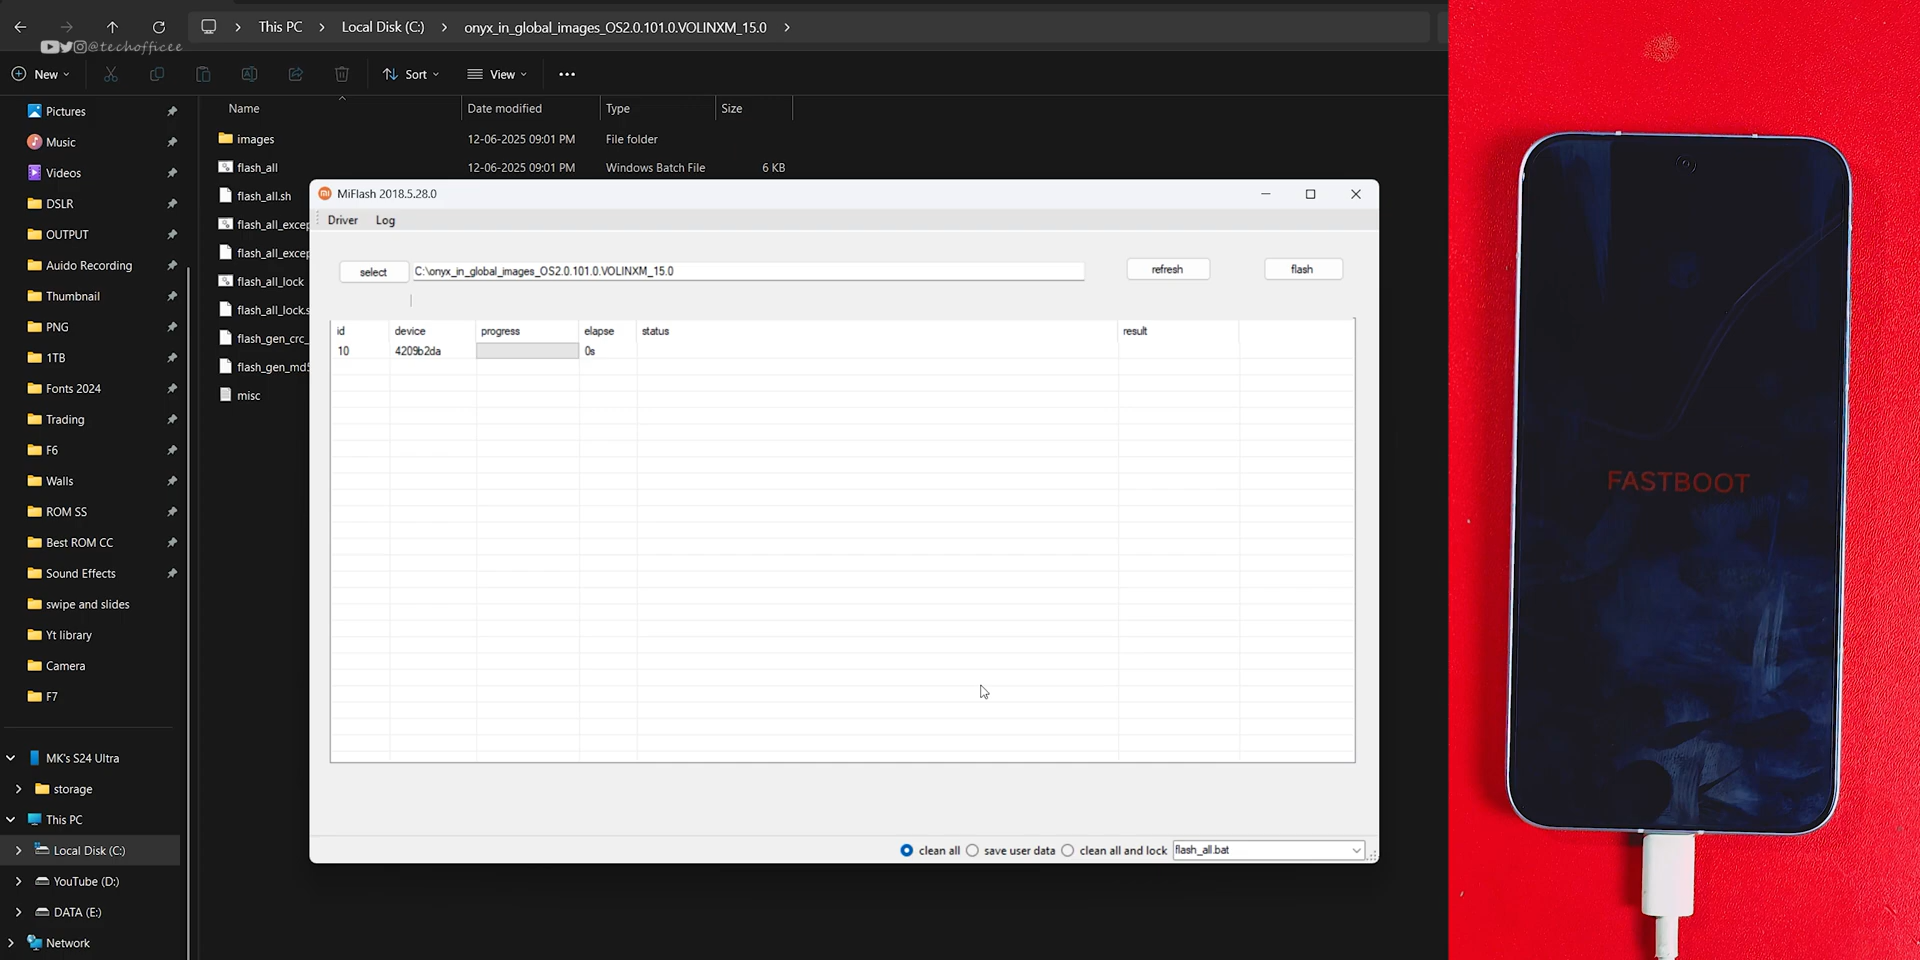 This PC
Local Disk (C:)
onyx_in_global_images_OS2.0.101.0.VOLINXM_15.0
@techofficee
New
Sort
View
Name
Date modified
Type
Size
Pictures
Music
Videos
DSLR
OUTPUT
Auido Recording
Thumbnail
PNG
1TB
Fonts 2024
Trading
F6
Walls
ROM SS
Best ROM CC
Sound Effects
swipe and slides
Yt library
Camera
F7
MK's S24 Ultra
storage
This PC
Local Disk (C:)
YouTube (D:)
DATA (E:)
Network
images 12-06-2025 09:01 PM File folder
flash_all 12-06-2025 09:01 PM Windows Batch File 6 KB
flash_all.sh
flash_all_excep
flash_all_excep
flash_all_lock
flash_all_lock.s
flash_gen_crc_
flash_gen_md5
misc
MiFlash 2018.5.28.0
Driver Log
select C:\onyx_in_global_images_OS2.0.101.0.VOLINXM_15.0 refresh flash
id device progress elapse status result
10 4209b2da 0s
clean all save user data clean all and lock flash_all.bat
FASTBOOT